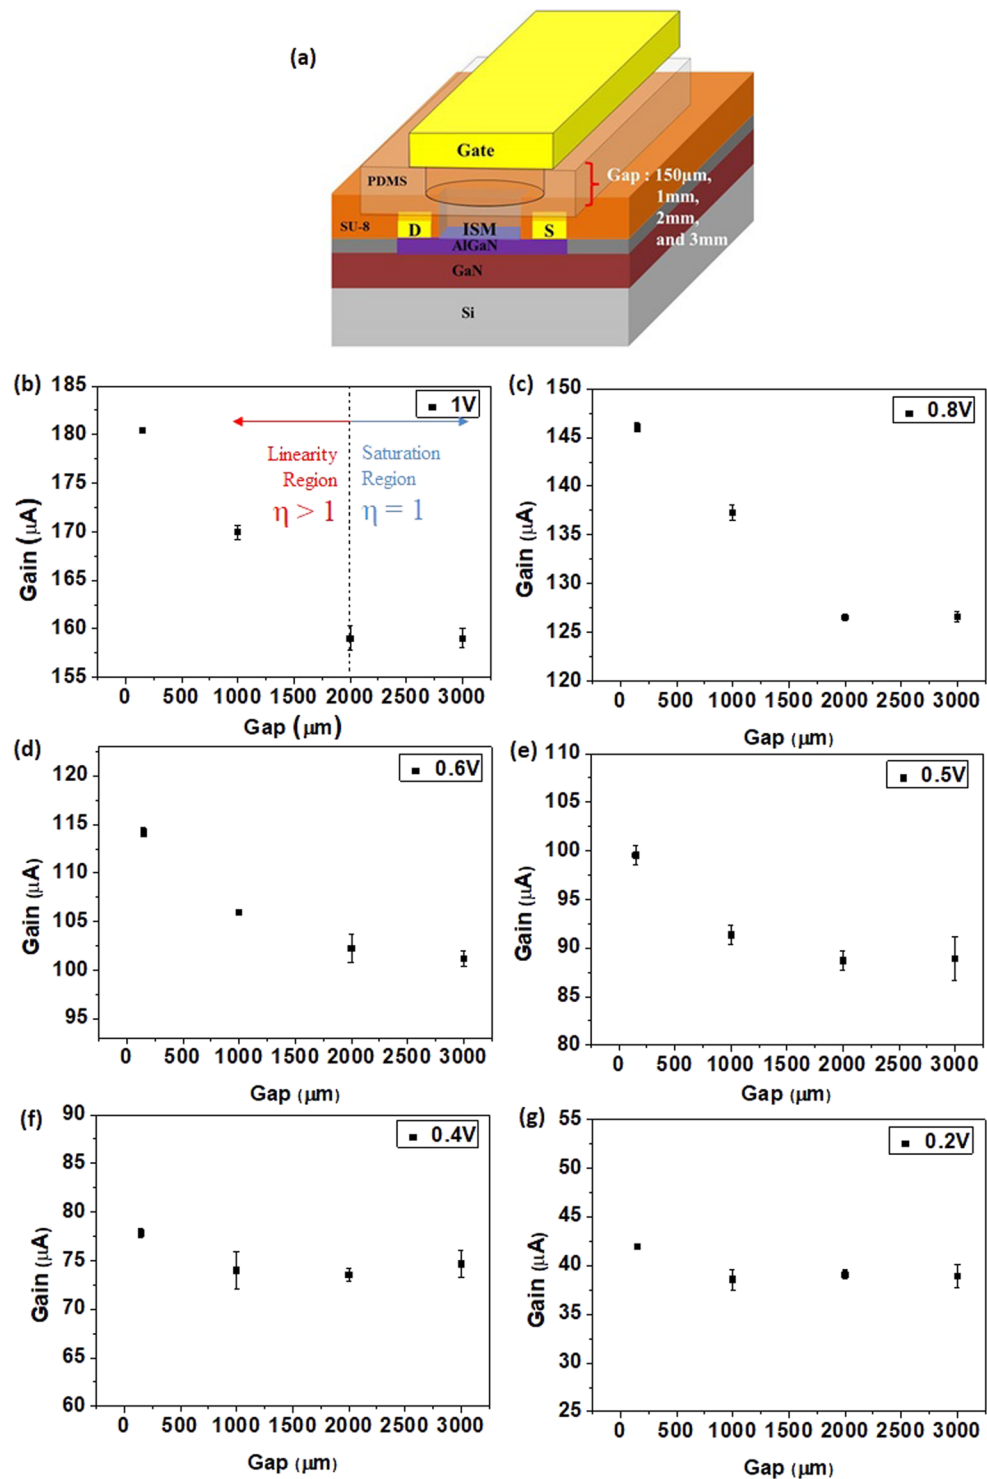 (a)
Gate
PDMS
Gap : 150μm,
1mm,
2mm,
and 3mm
SU-8
D
ISM
S
AlGaN
GaN
Si
(b)
1V
185
180
175
170
165
160
155
Gain (μA)
Linearity
Region
η > 1
Saturation
Region
η = 1
0 500 1000 1500 2000 2500 3000
Gap (μm)
(c)
0.8V
150
145
140
135
130
125
120
Gain (μA)
0 500 1000 1500 2000 2500 3000
Gap (μm)
(d)
0.6V
120
115
110
105
100
95
Gain (μA)
0 500 1000 1500 2000 2500 3000
Gap (μm)
(e)
0.5V
110
105
100
95
90
85
80
Gain (μA)
0 500 1000 1500 2000 2500 3000
Gap (μm)
(f)
0.4V
90
85
80
75
70
65
60
Gain (μA)
0 500 1000 1500 2000 2500 3000
Gap (μm)
(g)
0.2V
55
50
45
40
35
30
25
Gain (μA)
0 500 1000 1500 2000 2500 3000
Gap (μm)